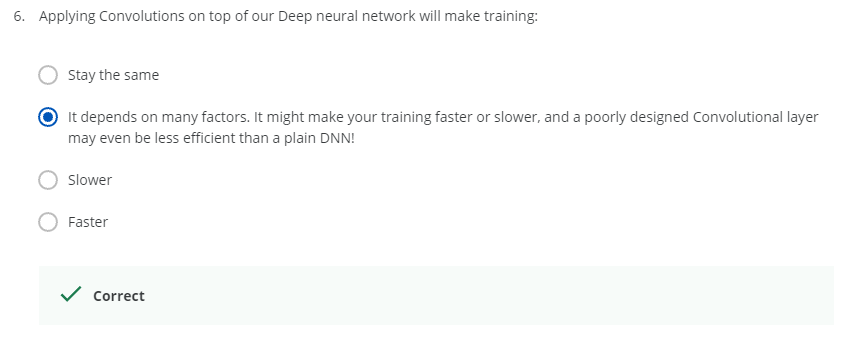 6. Applying Convolutions on top of our Deep neural network will make training:
Stay the same
It depends on many factors. It might make your training faster or slower, and a poorly designed Convolutional layer
may even be less efficient than a plain DNN!
Slower
Faster
Correct